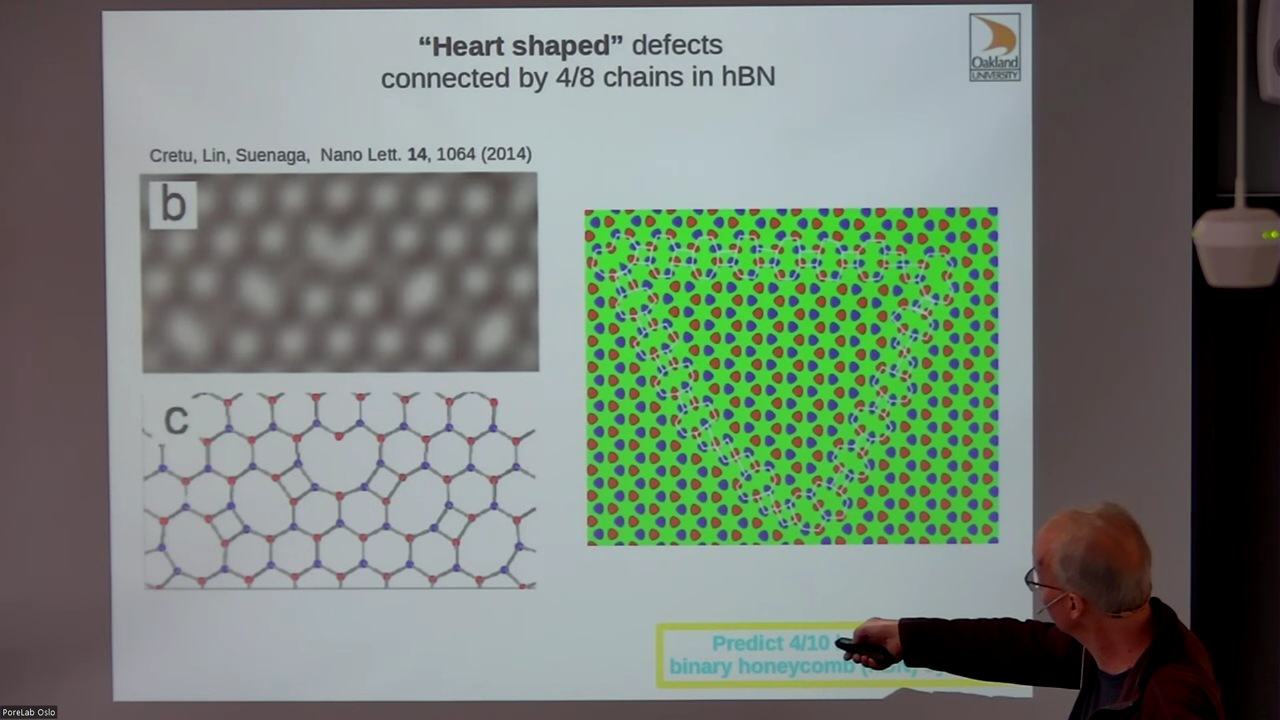 “Heart shaped” defects
connected by 4/8 chains in hBN
Oakland
UNIVERSITY
Cretu, Lin, Suenaga, Nano Lett. 14, 1064 (2014)
b
c
Predict 4/10
binary honeycomb
PoreLab Oslo